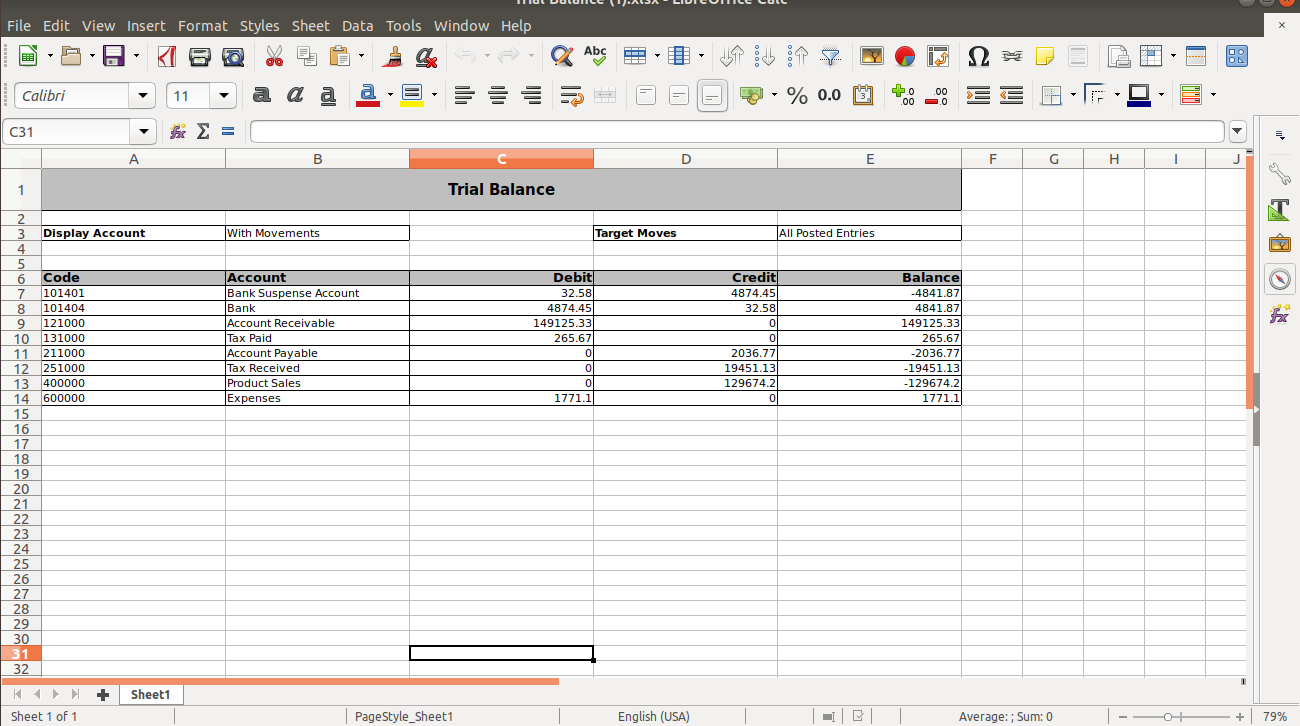 Trial Balance (1).xlsx - LibreOffice Calc
File Edit View Insert Format Styles Sheet Data Tools Window Help
Calibri 11 a a a a % 0.0
C31
A B C D E F G H I J
1 Trial Balance
2
3 Display Account With Movements Target Moves All Posted Entries
4
5
6 Code Account Debit Credit Balance
7 101401 Bank Suspense Account 32.58 4874.45 -4841.87
8 101404 Bank 4874.45 32.58 4841.87
9 121000 Account Receivable 149125.33 0 149125.33
10 131000 Tax Paid 265.67 0 265.67
11 211000 Account Payable 0 2036.77 -2036.77
12 251000 Tax Received 0 19451.13 -19451.13
13 400000 Product Sales 0 129674.2 -129674.2
14 600000 Expenses 1771.1 0 1771.1
15
16
17
18
19
20
21
22
23
24
25
26
27
28
29
30
31
32
Sheet1
Sheet 1 of 1 PageStyle_Sheet1 English (USA) Average: ; Sum: 0 79%